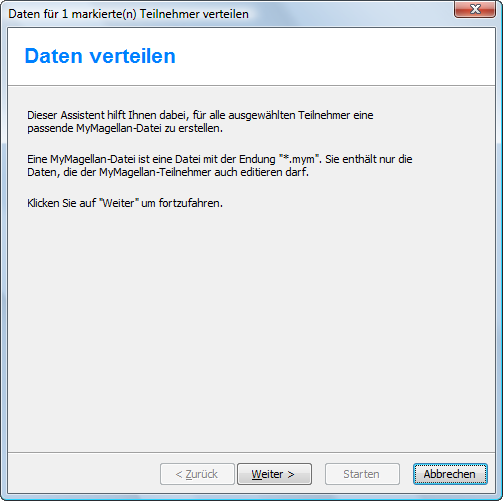 Daten für 1 markierte(n) Teilnehmer verteilen
Daten verteilen
Dieser Assistent hilft Ihnen dabei, für alle ausgewählten Teilnehmer eine
passende MyMagellan-Datei zu erstellen.
Eine MyMagellan-Datei ist eine Datei mit der Endung "*.mym". Sie enthält nur die
Daten, die der MyMagellan-Teilnehmer auch editieren darf.
Klicken Sie auf "Weiter" um fortzufahren.
< Zurück Weiter > Starten Abbrechen